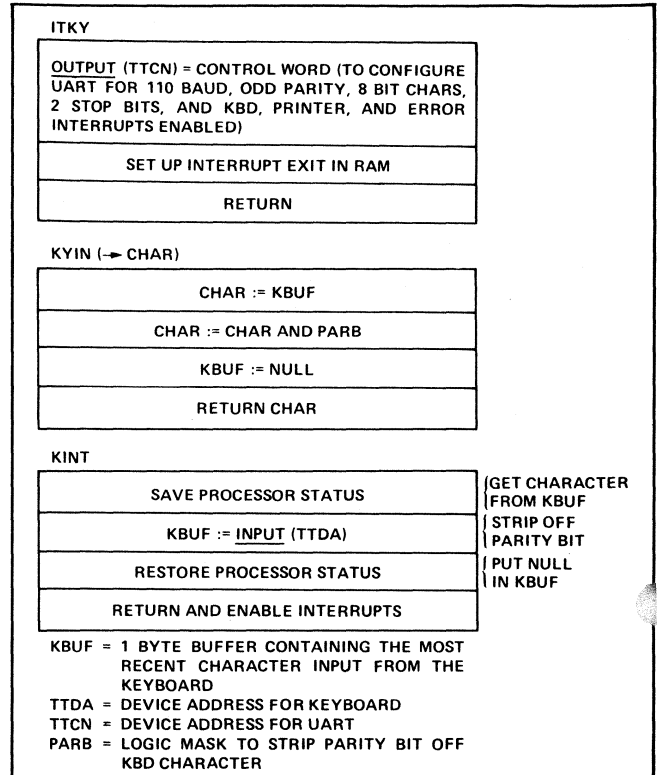 ITKY
OUTPUT (TTCN) = CONTROL WORD (TO CONFIGURE
UART FOR 110 BAUD, ODD PARITY, 8 BIT CHARS,
2 STOP BITS, AND KBD, PRINTER, AND ERROR
INTERRUPTS ENABLED)
SET UP INTERRUPT EXIT IN RAM
RETURN
KYIN (→ CHAR)
CHAR := KBUF
CHAR := CHAR AND PARB
KBUF := NULL
RETURN CHAR
KINT
SAVE PROCESSOR STATUS
GET CHARACTER
FROM KBUF
KBUF := INPUT (TTDA)
STRIP OFF
PARITY BIT
RESTORE PROCESSOR STATUS
PUT NULL
IN KBUF
RETURN AND ENABLE INTERRUPTS
KBUF = 1 BYTE BUFFER CONTAINING THE MOST
RECENT CHARACTER INPUT FROM THE
KEYBOARD
TTDA = DEVICE ADDRESS FOR KEYBOARD
TTCN = DEVICE ADDRESS FOR UART
PARB = LOGIC MASK TO STRIP PARITY BIT OFF
KBD CHARACTER